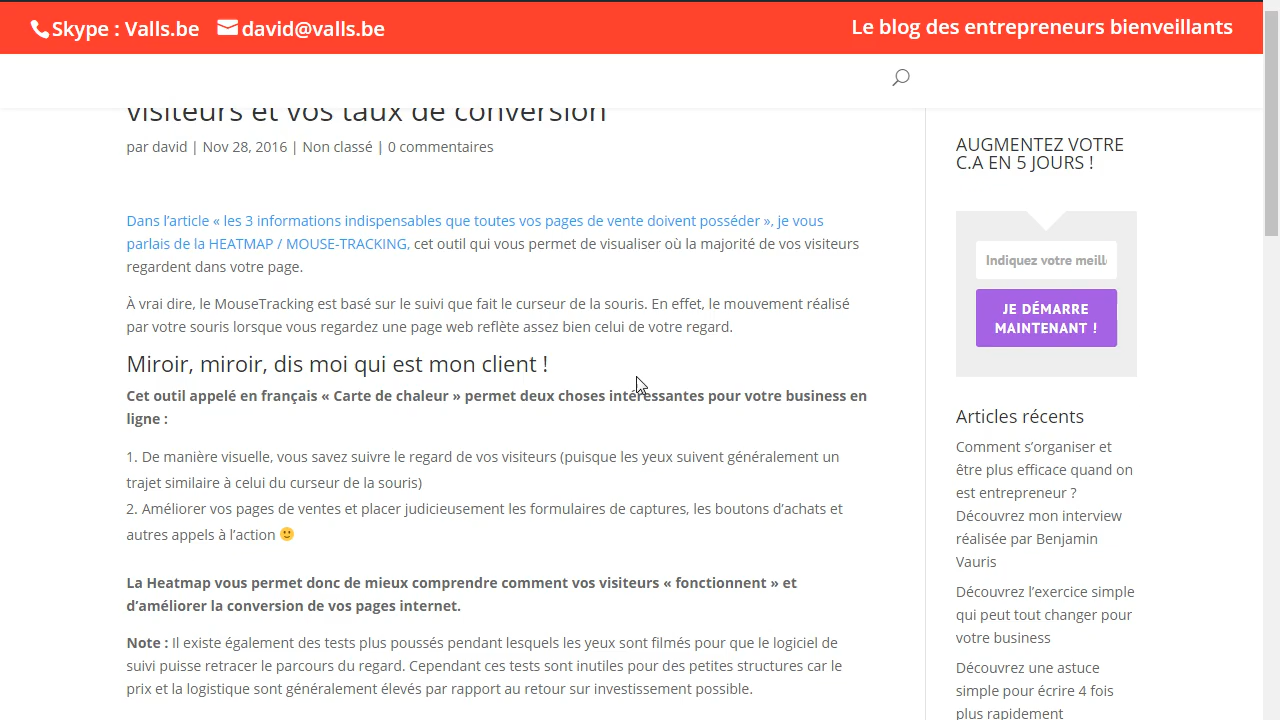 Skype : Valls.be david@valls.be Le blog des entrepreneurs bienveillants
visiteurs et vos taux de conversion
par david | Nov 28, 2016 | Non classé | 0 commentaires
Dans l’article « les 3 informations indispensables que toutes vos pages de vente doivent posséder », je vous
parlais de la HEATMAP / MOUSE-TRACKING, cet outil qui vous permet de visualiser où la majorité de vos visiteurs
regardent dans votre page.
À vrai dire, le MouseTracking est basé sur le suivi que fait le curseur de la souris. En effet, le mouvement réalisé
par votre souris lorsque vous regardez une page web reflète assez bien celui de votre regard.
Miroir, miroir, dis moi qui est mon client !
Cet outil appelé en français « Carte de chaleur » permet deux choses intéressantes pour votre business en
ligne :
1. De manière visuelle, vous savez suivre le regard de vos visiteurs (puisque les yeux suivent généralement un
trajet similaire à celui du curseur de la souris)
2. Améliorer vos pages de ventes et placer judicieusement les formulaires de captures, les boutons d’achats et
autres appels à l’action 🙂
La Heatmap vous permet donc de mieux comprendre comment vos visiteurs « fonctionnent » et
d’améliorer la conversion de vos pages internet.
Note : Il existe également des tests plus poussés pendant lesquels les yeux sont filmés pour que le logiciel de
suivi puisse retracer le parcours du regard. Cependant ces tests sont inutiles pour des petites structures car le
prix et la logistique sont généralement élevés par rapport au retour sur investissement possible.
AUGMENTEZ VOTRE
C.A EN 5 JOURS !
Indiquez votre meill
JE DÉMARRE
MAINTENANT !
Articles récents
Comment s’organiser et
être plus efficace quand on
est entrepreneur ?
Découvrez mon interview
réalisée par Benjamin
Vauris
Découvrez l’exercice simple
qui peut tout changer pour
votre business
Découvrez une astuce
simple pour écrire 4 fois
plus rapidement